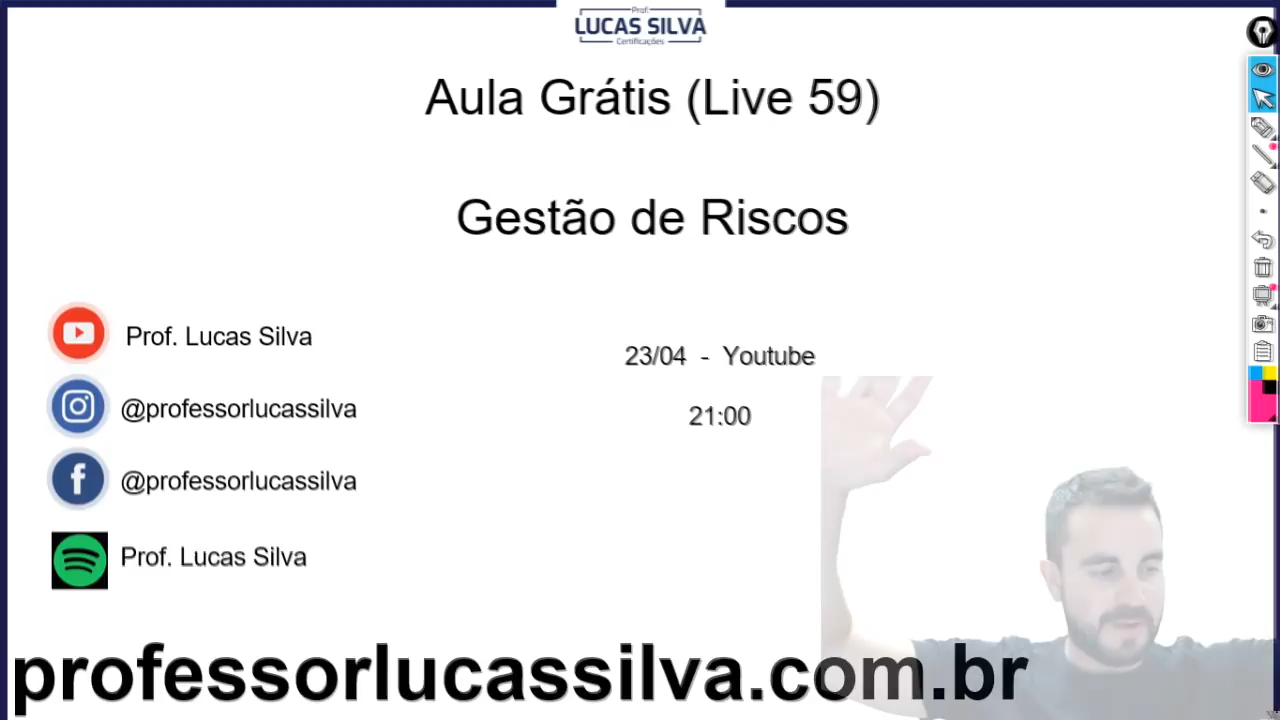 Prof.
LUCAS SILVA
Certificações
Aula Grátis (Live 59)
Gestão de Riscos
Prof. Lucas Silva
23/04 - Youtube
@professorlucassilva
21:00
@professorlucassilva
Prof. Lucas Silva
professorlucassilva.com.br